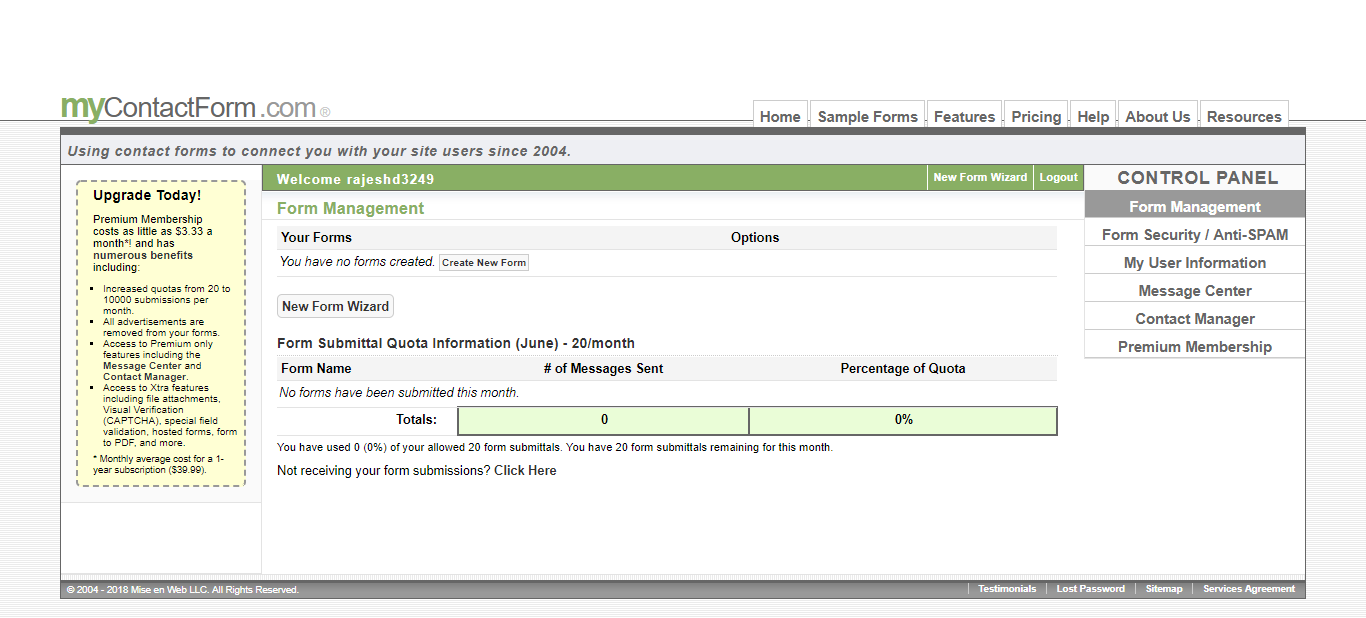 myContactForm.com ®
Home Sample Forms Features Pricing Help About Us Resources
Using contact forms to connect you with your site users since 2004.
Upgrade Today!
Premium Membership
costs as little as $3.33 a
month*! and has
numerous benefits
including:
Increased quotas from 20 to
10000 submissions per
month.
All advertisements are
removed from your forms.
Access to Premium only
features including the
Message Center and
Contact Manager.
Access to Xtra features
including file attachments,
Visual Verification
(CAPTCHA), special field
validation, hosted forms, form
to PDF, and more.
* Monthly average cost for a 1-
year subscription ($39.99).
Welcome rajeshd3249 New Form Wizard Logout
Form Management
Your Forms Options
You have no forms created. Create New Form
New Form Wizard
Form Submittal Quota Information (June) - 20/month
Form Name # of Messages Sent Percentage of Quota
No forms have been submitted this month.
Totals: 0 0%
You have used 0 (0%) of your allowed 20 form submittals. You have 20 form submittals remaining for this month.
Not receiving your form submissions? Click Here
CONTROL PANEL
Form Management
Form Security / Anti-SPAM
My User Information
Message Center
Contact Manager
Premium Membership
© 2004 - 2018 Mise en Web LLC. All Rights Reserved. Testimonials Lost Password Sitemap Services Agreement